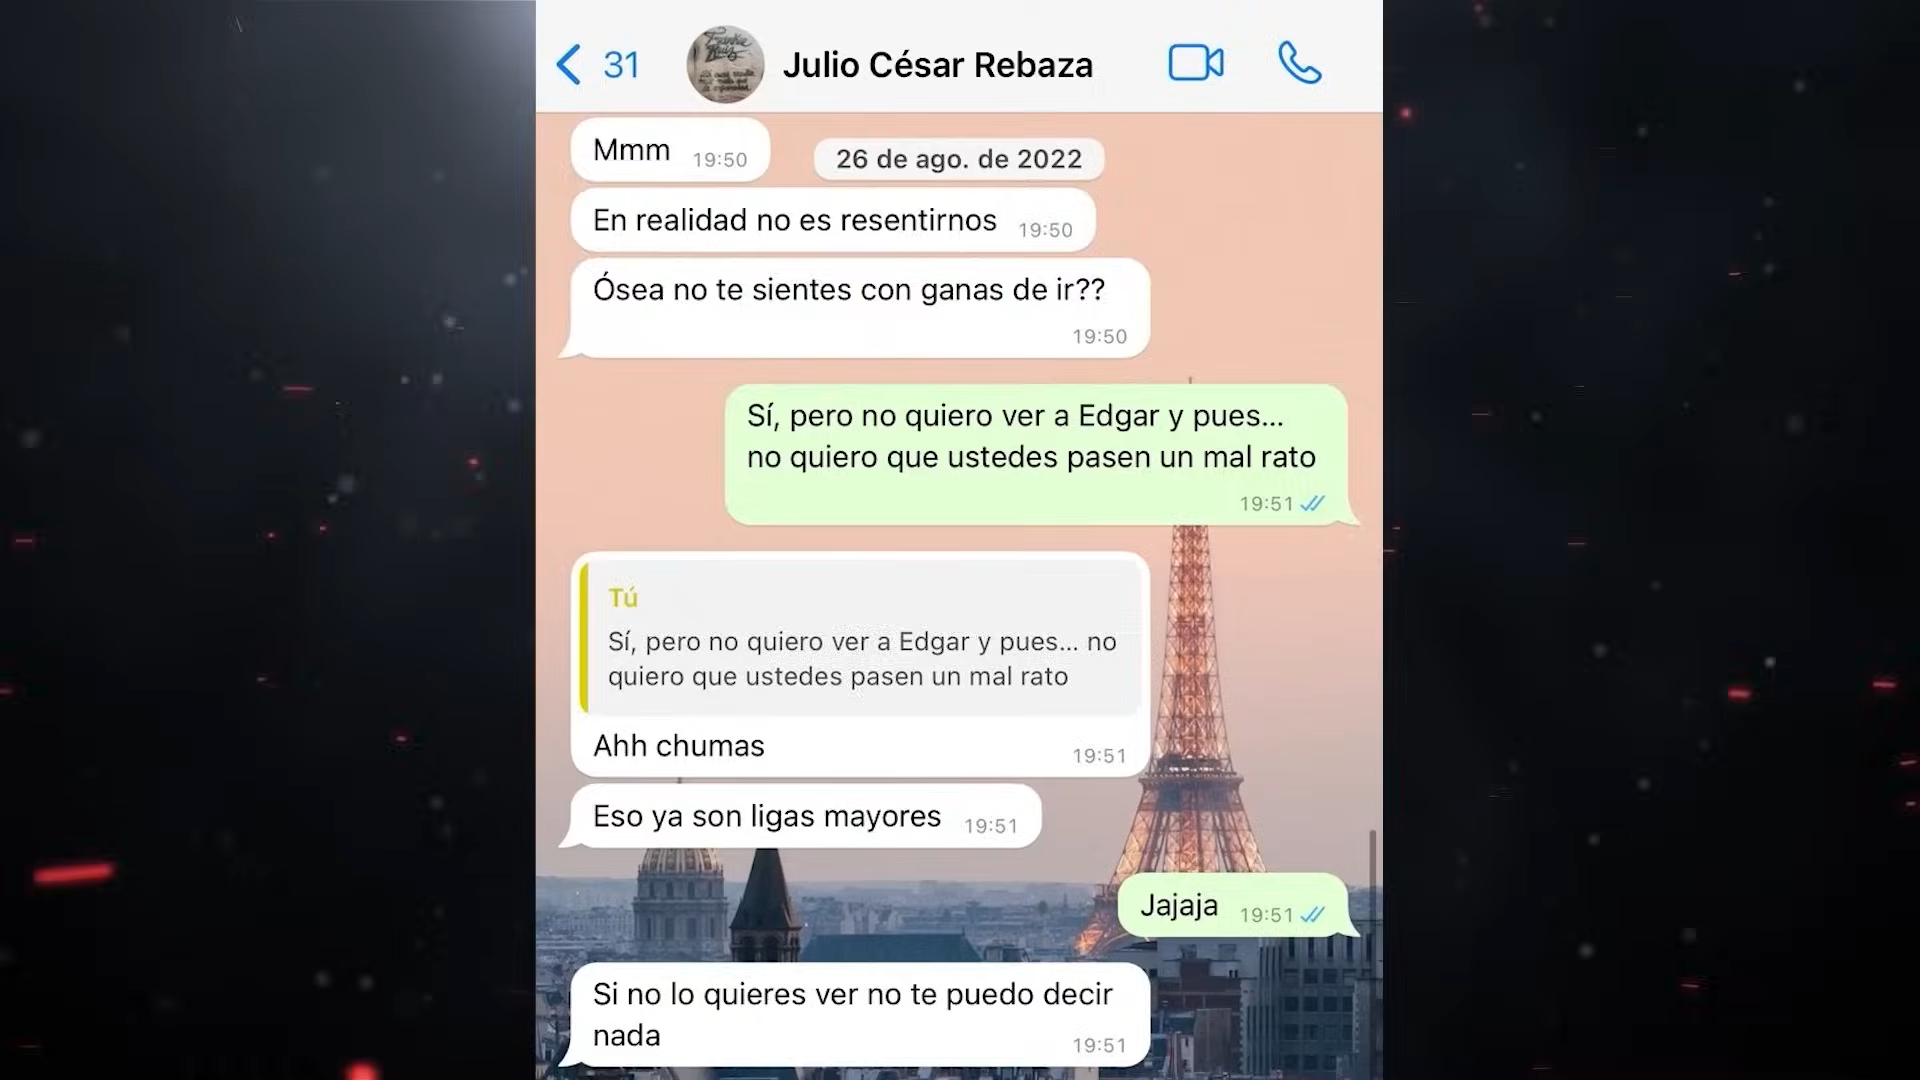 31
Julio César Rebaza
Mmm 19:50
26 de ago. de 2022
En realidad no es resentirnos 19:50
Ósea no te sientes con ganas de ir??
19:50
Sí, pero no quiero ver a Edgar y pues...
no quiero que ustedes pasen un mal rato
19:51
Tú
Sí, pero no quiero ver a Edgar y pues... no
quiero que ustedes pasen un mal rato
Ahh chumas 19:51
Eso ya son ligas mayores 19:51
Jajaja 19:51
Si no lo quieres ver no te puedo decir
nada 19:51